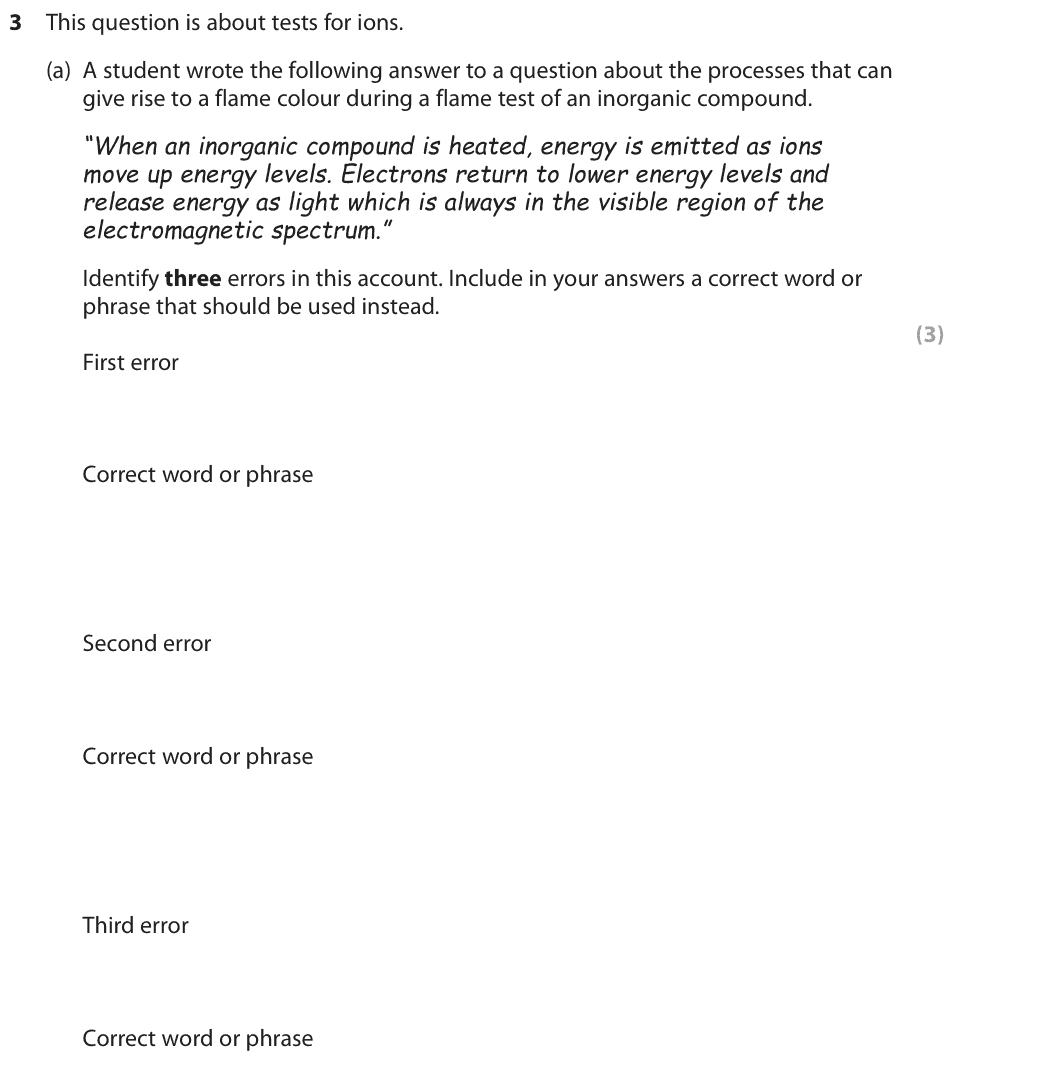 3 This question is about tests for ions.
(a) A student wrote the following answer to a question about the processes that can
give rise to a flame colour during a flame test of an inorganic compound.
“When an inorganic compound is heated, energy is emitted as ions
move up energy levels. Electrons return to lower energy levels and
release energy as light which is always in the visible region of the
electromagnetic spectrum.”
Identify three errors in this account. Include in your answers a correct word or
phrase that should be used instead.
(3)
First error
Correct word or phrase
Second error
Correct word or phrase
Third error
Correct word or phrase